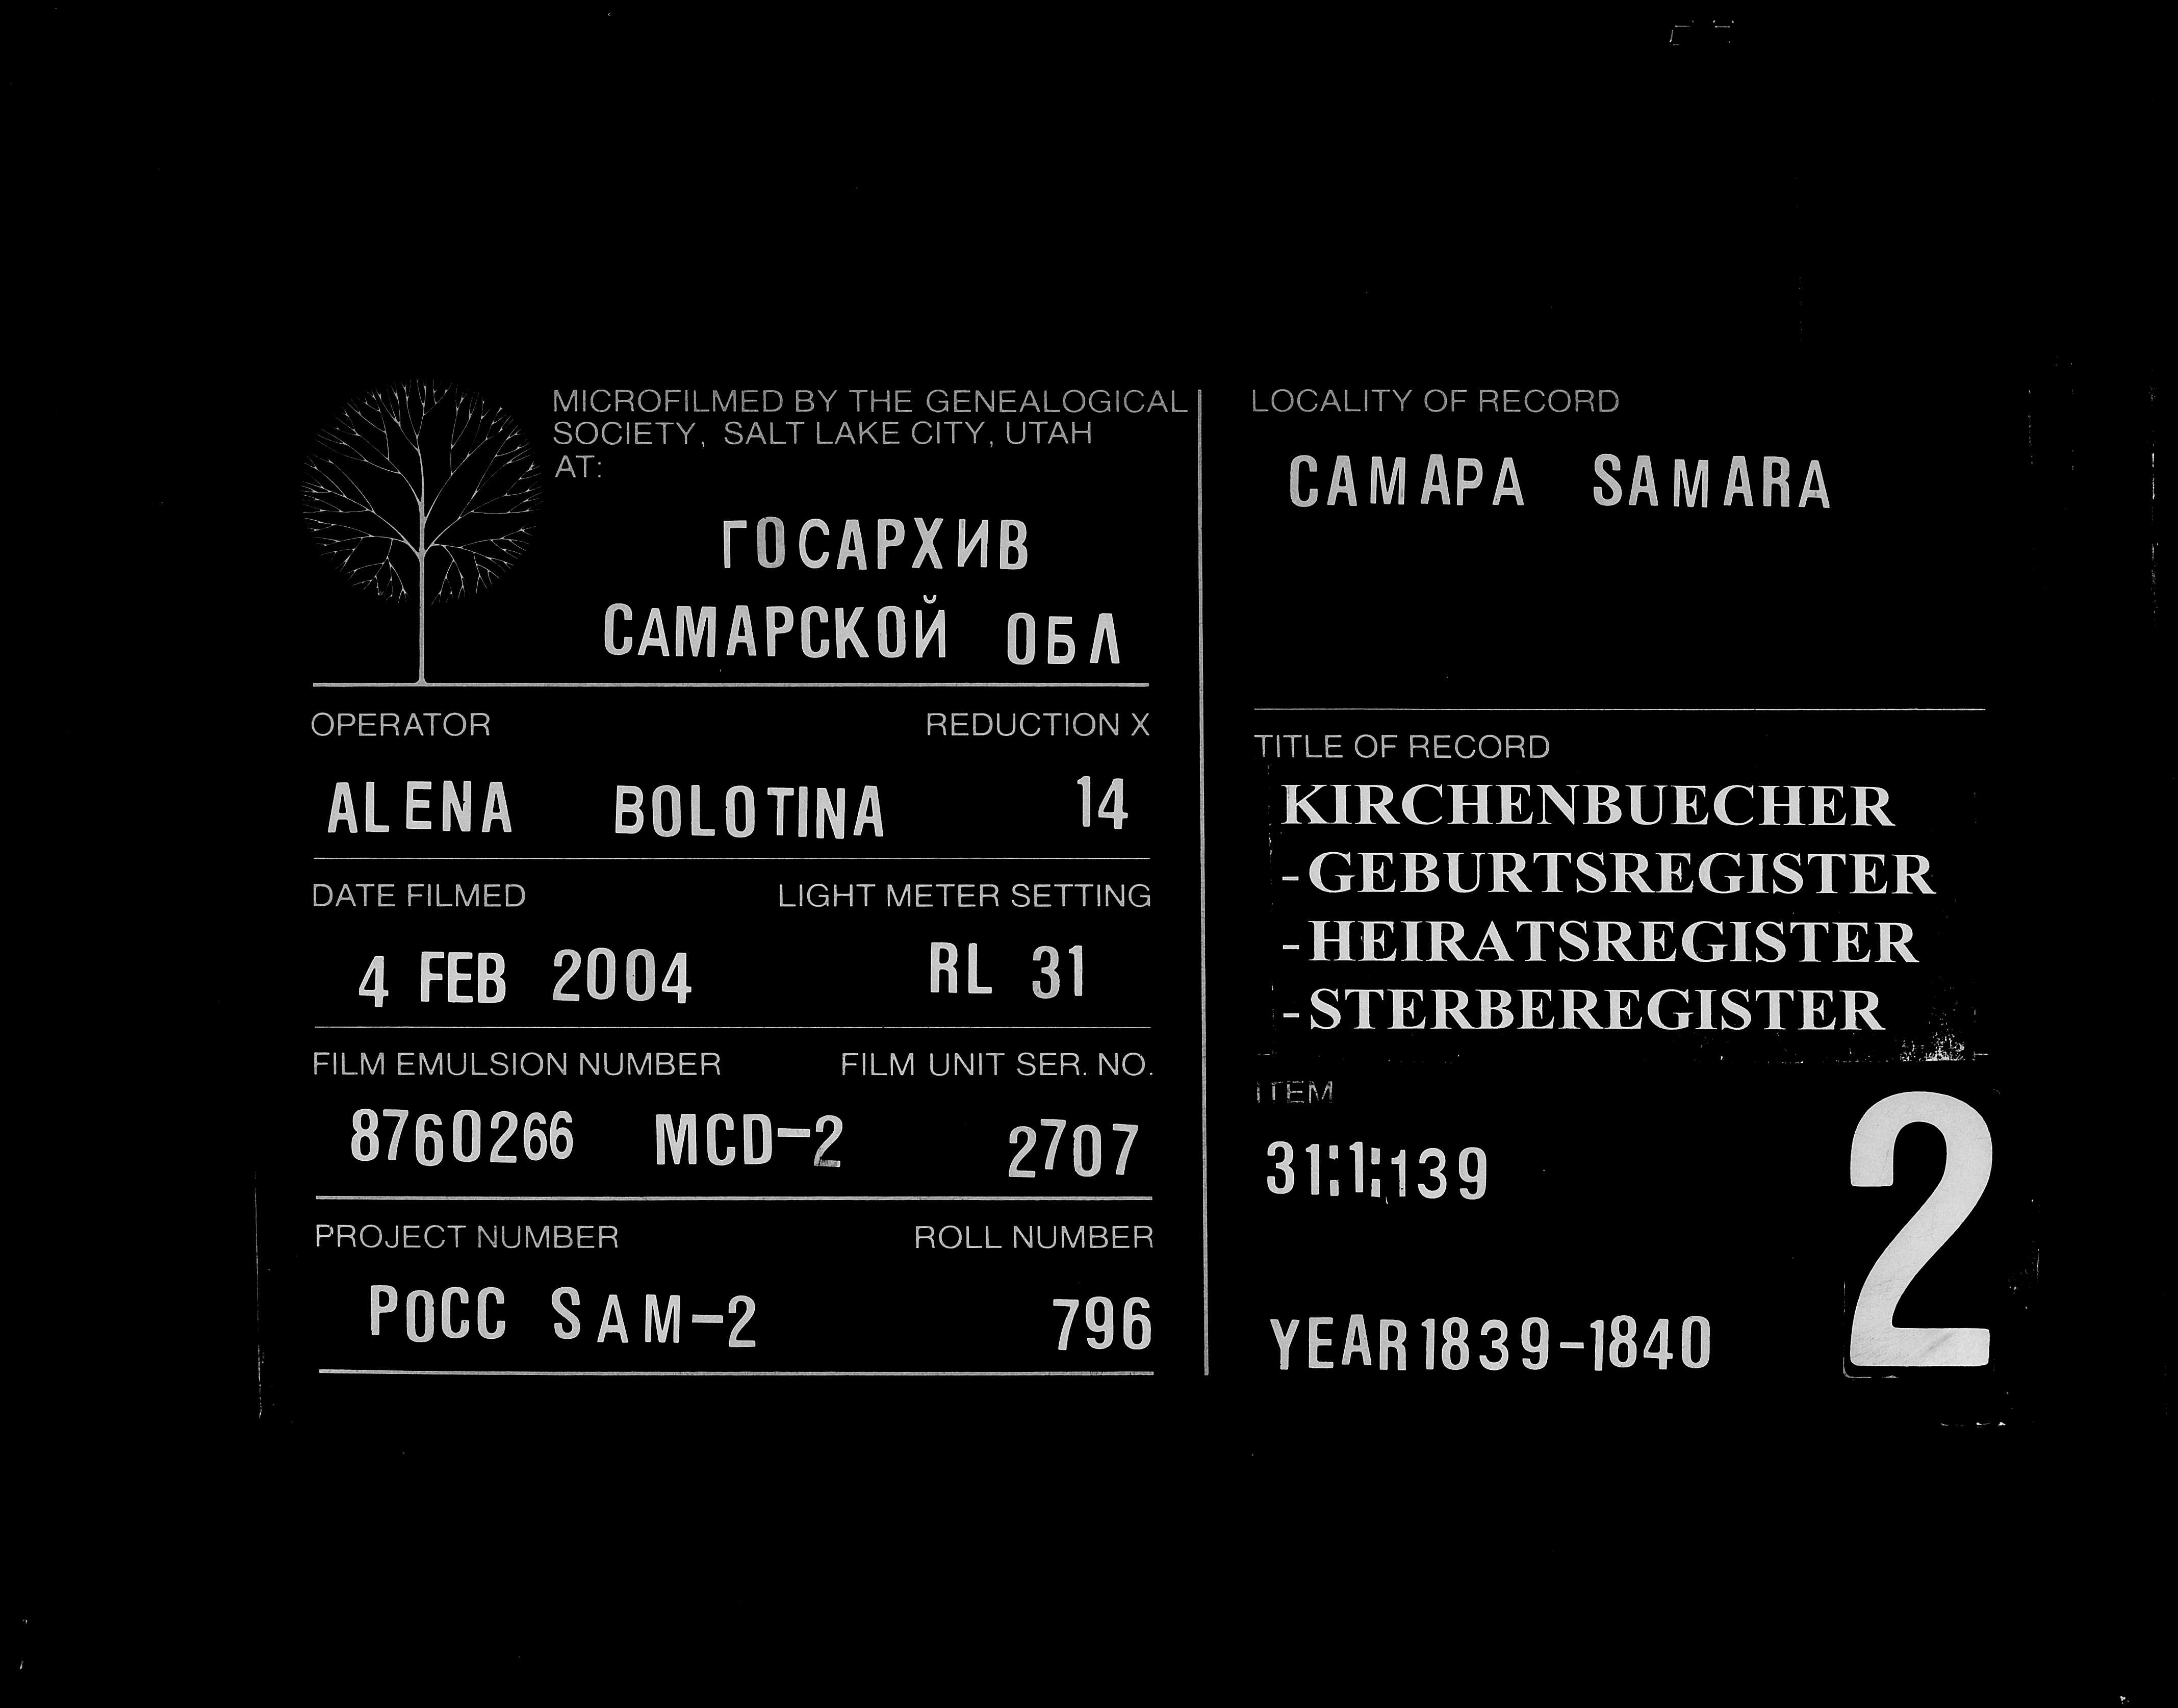 MICROFILMED BY THE GENEALOGICAL
SOCIETY, SALT LAKE CITY, UTAH
AT:
ГОСАРХИВ
САМАРСКОЙ ОБЛ
OPERATOR REDUCTION X
ALENA BOLOTINA 14
DATE FILMED LIGHT METER SETTING
4 FEB 2004 RL 31
FILM EMULSION NUMBER FILM UNIT SER. NO.
8760266 MCD-2 2707
PROJECT NUMBER ROLL NUMBER
РОСС SAM-2 796
LOCALITY OF RECORD
САМАРА SAMARA
TITLE OF RECORD
KIRCHENBUECHER
-GEBURTSREGISTER
-HEIRATSREGISTER
-STERBEREGISTER
ITEM
2
31:1:139
YEAR 1839-1840